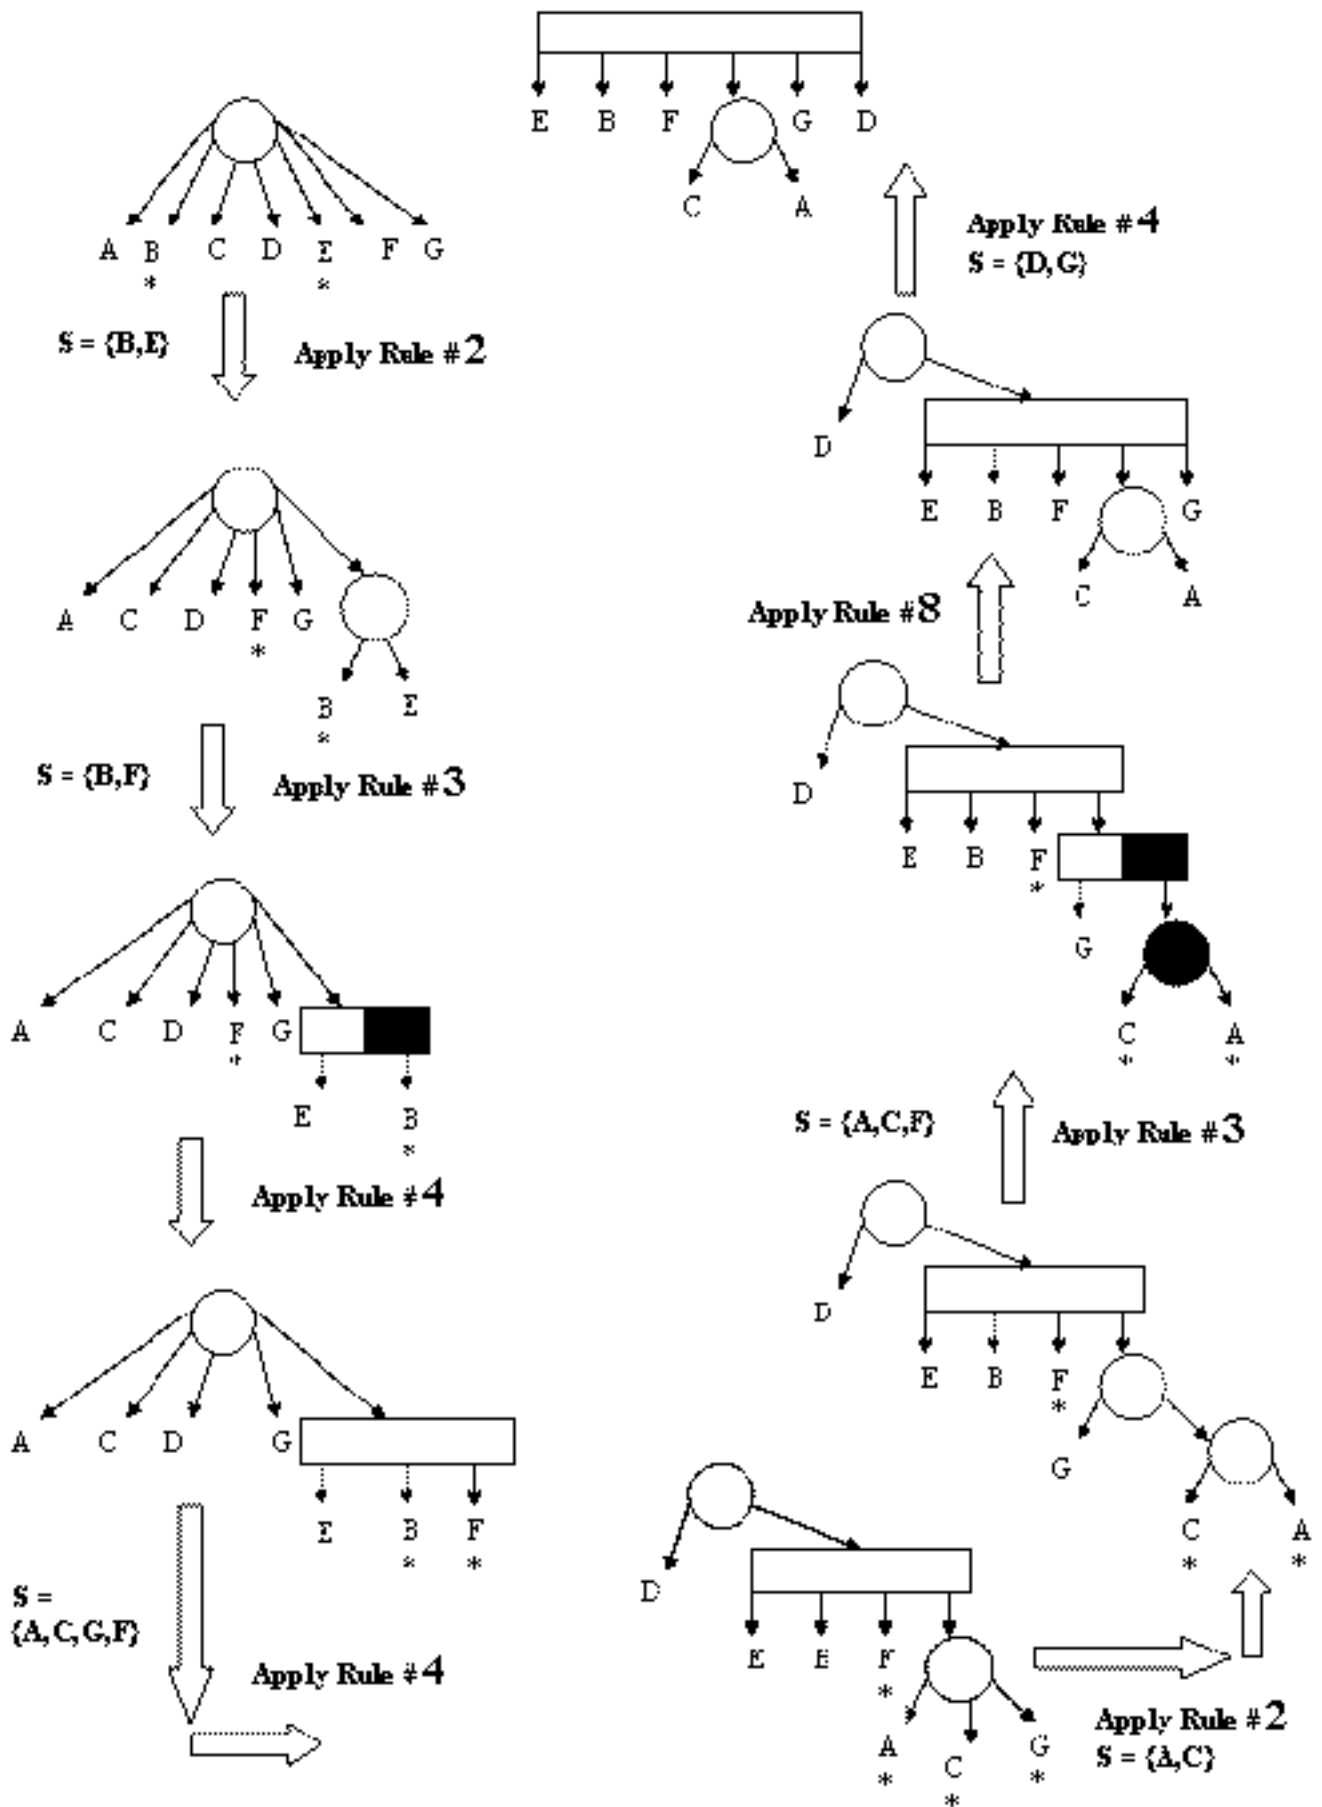 A B C D E F G
* *
S = {B,E} Apply Rule #2
A C D F G
*
B E
*
S = {B,F} Apply Rule #3
A C D F G
*
E B
*
Apply Rule #4
A C D G
E B F
* *
S =
{A,C,G,F}
Apply Rule #4
E B F G D
C A
Apply Rule #4
S = {D,G}
D
E B F G
C A
Apply Rule #8
D
E B F
*
G
C A
* *
S = {A,C,F} Apply Rule #3
D
E B F
*
G
C A
* *
D
E F
*
A C G
* * *
Apply Rule #2
S = {A,C}